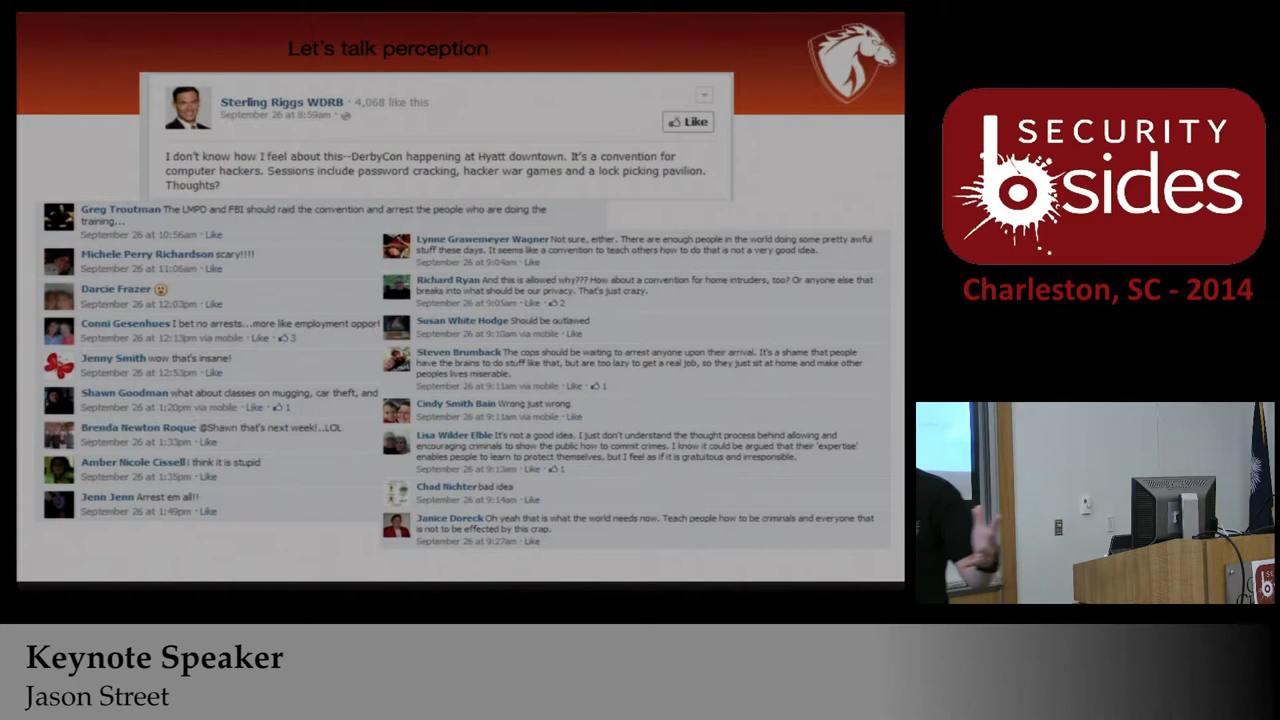 Let's talk perception
Sterling Riggs WDRB · 4,068 like this
September 26 at 8:59am ·
Like
I don't know how I feel about this--DerbyCon happening at Hyatt downtown. It's a convention for
computer hackers. Sessions include password cracking, hacker war games and a lock picking pavilion.
Thoughts?
Greg Troutman The LMPD and FBI should raid the convention and arrest the people who are doing the
training...
September 26 at 10:56am · Like
Michele Perry Richardson scary!!!!
September 26 at 11:06am · Like
Darcie Frazer
September 26 at 12:03pm · Like
Conni Gesenhues I bet no arrests...more like employment opport
September 26 at 12:13pm via mobile · Like · 3
Jenny Smith wow that's insane!
September 26 at 12:53pm · Like
Shawn Goodman what about classes on mugging, car theft, and
September 26 at 1:20pm via mobile · Like · 1
Brenda Newton Roque @Shawn that's next week!..LOL
September 26 at 1:33pm · Like
Amber Nicole Cissell i think it is stupid
September 26 at 1:35pm · Like
Jenn Jenn Arrest em all!!
September 26 at 1:49pm · Like
Lynne Grawemeyer Wagner Not sure, either. There are enough people in the world doing some pretty awful
stuff these days. It seems like a convention to teach others how to do that is not a very good idea.
September 26 at 9:04am · Like
Richard Ryan And this is allowed why??? How about a convention for home intruders, too? Or anyone else that
breaks into what should be our privacy. That's just crazy.
September 26 at 9:05am · Like · 2
Susan White Hodge Should be outlawed
September 26 at 9:10am via mobile · Like
Steven Brumback The cops should be waiting to arrest anyone upon their arrival. It's a shame that people
have the brains to do stuff like that, but are too lazy to get a real job, so they just sit at home and make other
peoples lives miserable.
September 26 at 9:11am via mobile · Like · 1
Cindy Smith Bain Wrong just wrong
September 26 at 9:11am via mobile · Like
Lisa Wilder Elble It's not a good idea. I just don't understand the thought process behind allowing and
encouraging criminals to show the public how to commit crimes. I know it could be argued that their 'expertise'
enables people to learn to protect themselves, but I feel as if it is gratuitous and irresponsible.
September 26 at 9:12am · Like · 1
Chad Nichter bad idea
September 26 at 9:14am · Like
Janice Doreck Oh yeah that is what the world needs now. Teach people how to be criminals and everyone that
is not to be effected by this crap.
September 26 at 9:27am · Like
SECURITY
bsides
Charleston, SC - 2014
Keynote Speaker
Jason Street